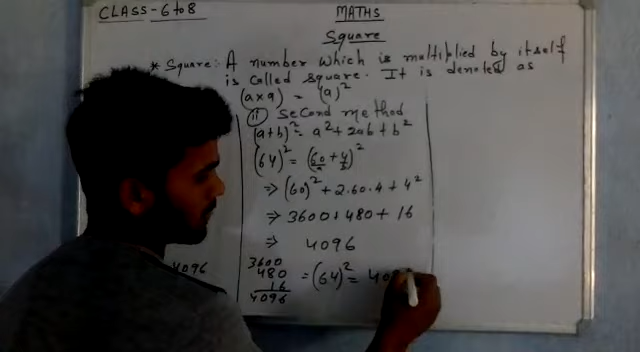 CLASS-6 to 8
MATHS
Square
* Square:- A number which is multiplied by itself
is called square. It is denoted as
(a×a) = (a)²
(ii) Second method
(a+b)² = a²+2ab+b²
(64)² = (60/a + 4/b)²
⇒ (60)² + 2.60.4 + 4²
⇒ 3600+480+16
⇒ 4096
4096
3600
480
16
4096
= (64)² = 409